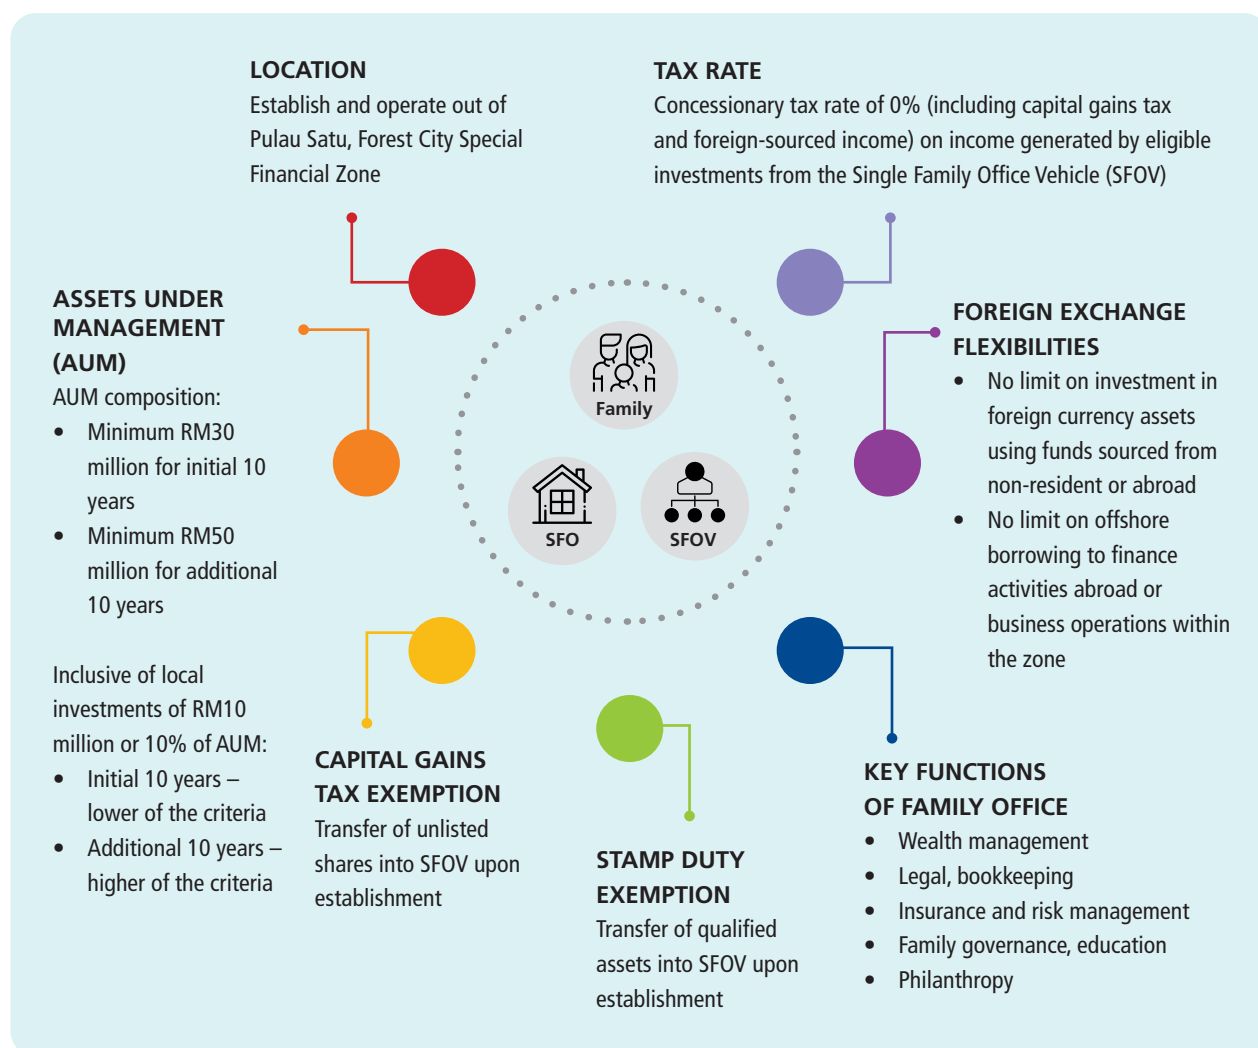 LOCATION
Establish and operate out of
Pulau Satu, Forest City Special
Financial Zone
TAX RATE
Concessionary tax rate of 0% (including capital gains tax
and foreign-sourced income) on income generated by eligible
investments from the Single Family Office Vehicle (SFOV)
ASSETS UNDER
MANAGEMENT
(AUM)
AUM composition:
• Minimum RM30
million for initial 10
years
• Minimum RM50
million for additional
10 years
Inclusive of local
investments of RM10
million or 10% of AUM:
• Initial 10 years –
lower of the criteria
• Additional 10 years –
higher of the criteria
Family
SFO
SFOV
FOREIGN EXCHANGE
FLEXIBILITIES
• No limit on investment in
foreign currency assets
using funds sourced from
non-resident or abroad
• No limit on offshore
borrowing to finance
activities abroad or
business operations within
the zone
CAPITAL GAINS
TAX EXEMPTION
Transfer of unlisted
shares into SFOV upon
establishment
STAMP DUTY
EXEMPTION
Transfer of qualified
assets into SFOV upon
establishment
KEY FUNCTIONS
OF FAMILY OFFICE
• Wealth management
• Legal, bookkeeping
• Insurance and risk management
• Family governance, education
• Philanthropy